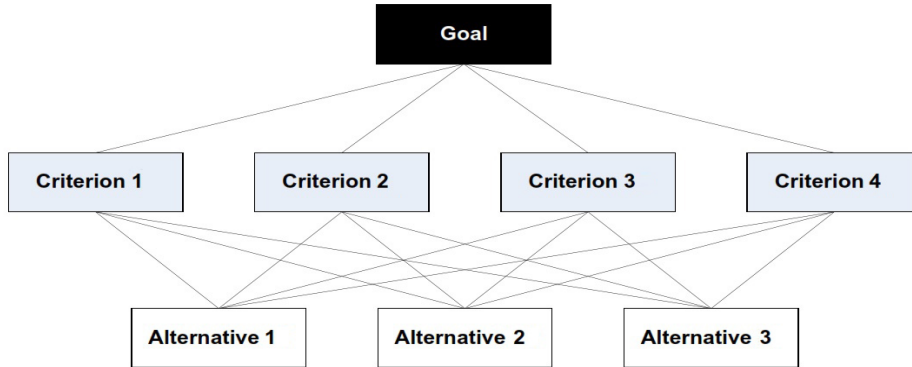 Goal
Criterion 1
Criterion 2
Criterion 3
Criterion 4
Alternative 1
Alternative 2
Alternative 3